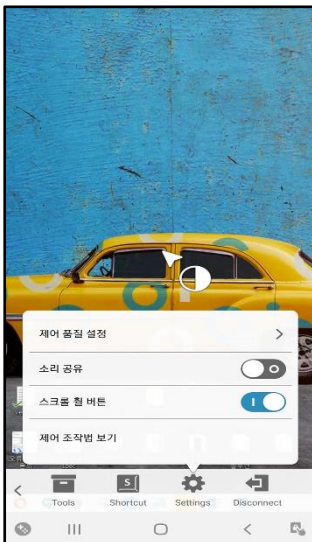 제어 품질 설정
소리 공유
스크롤 휠 버튼
제어 조작법 보기
S
Tools Shortcut Settings Disconnect